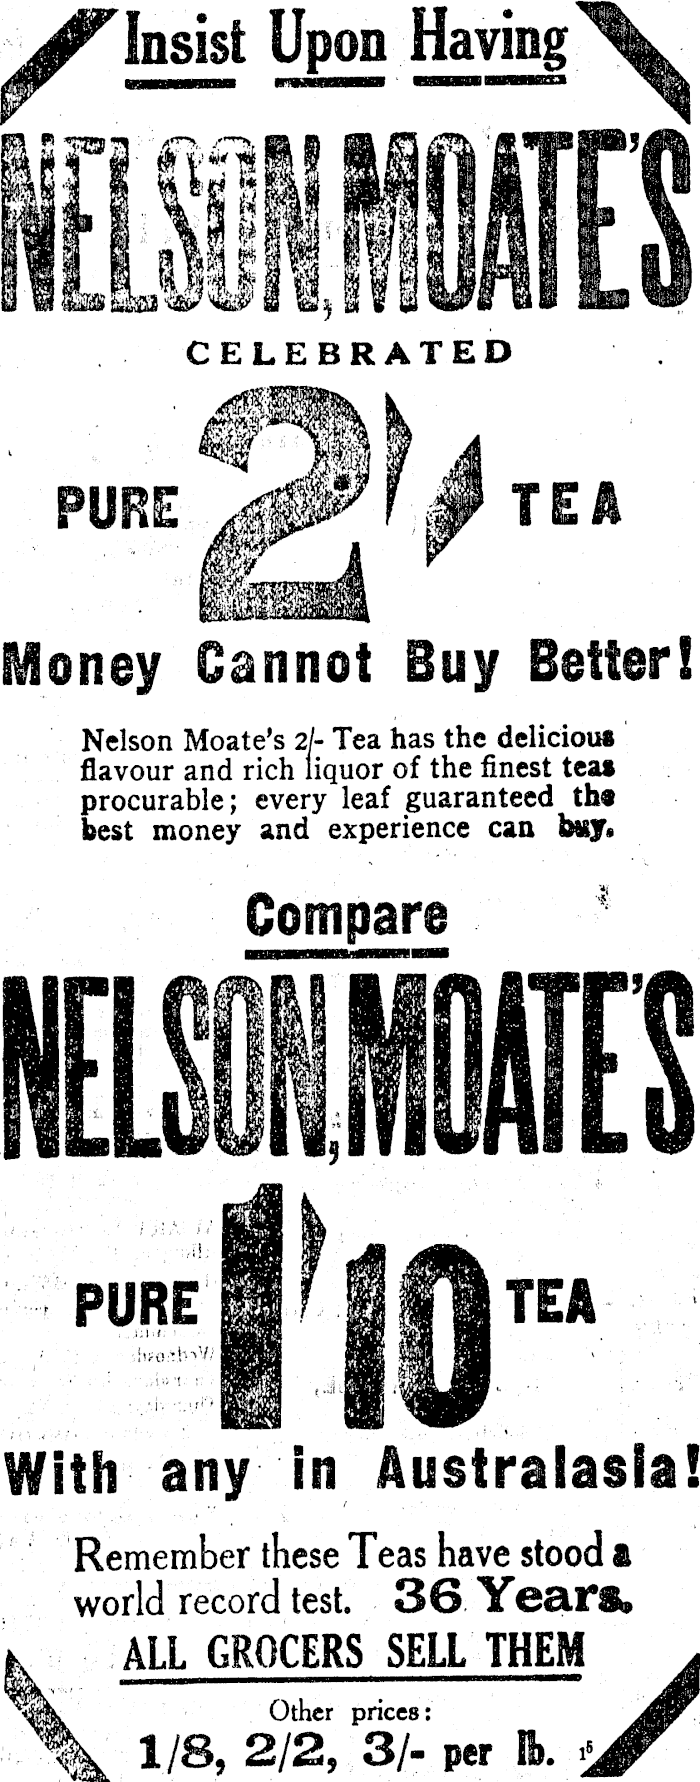 Insist Upon Having
NELSON, MOATE'S
CELEBRATED
PURE 2/- TEA
Money Cannot Buy Better!
Nelson Moate's 2/- Tea has the delicious
flavour and rich liquor of the finest teas
procurable; every leaf guaranteed the
best money and experience can buy.
Compare
NELSON, MOATE'S
PURE 1/10 TEA
With any in Australasia!
Remember these Teas have stood a
world record test. 36 Years.
ALL GROCERS SELL THEM
Other prices:
1/8, 2/2, 3/- per lb. 15